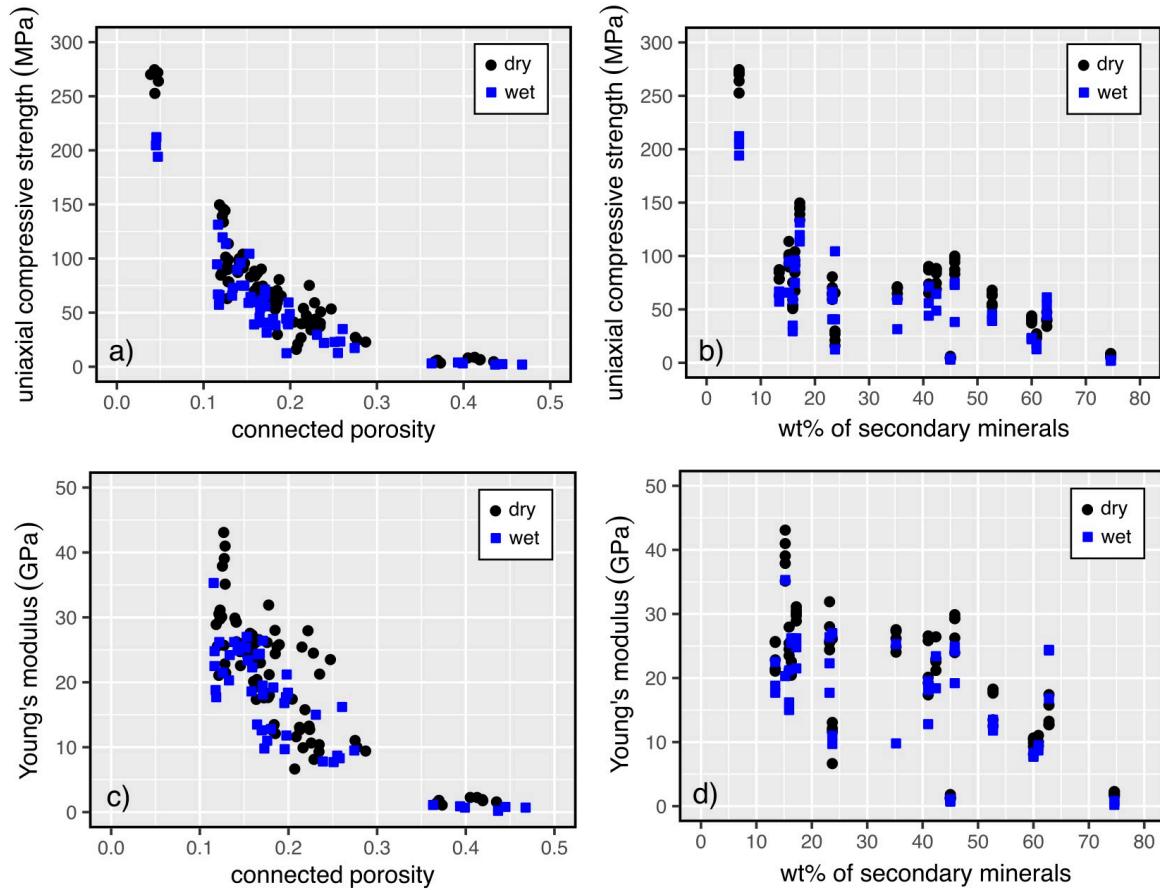 uniaxial compressive strength (MPa)
300
250
200
150
100
50
0
dry
wet
a)
0.0 0.1 0.2 0.3 0.4 0.5
connected porosity
uniaxial compressive strength (MPa)
300
250
200
150
100
50
0
dry
wet
b)
0 10 20 30 40 50 60 70 80
wt% of secondary minerals
Young's modulus (GPa)
50
40
30
20
10
0
dry
wet
c)
0.0 0.1 0.2 0.3 0.4 0.5
connected porosity
Young's modulus (GPa)
50
40
30
20
10
0
dry
wet
d)
0 10 20 30 40 50 60 70 80
wt% of secondary minerals